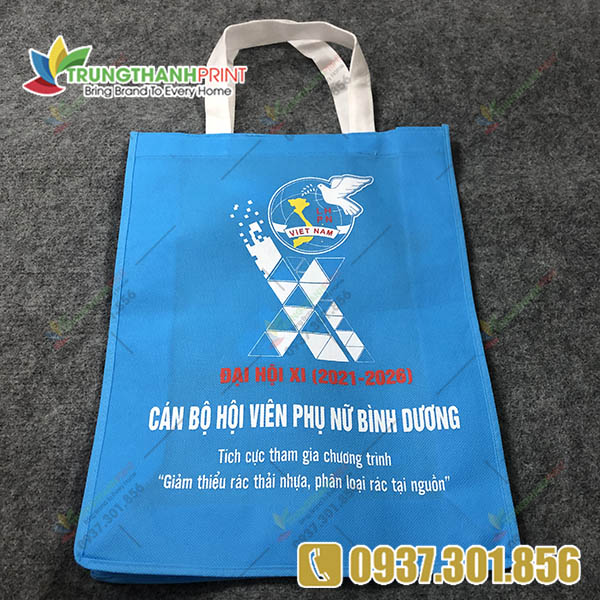 TRUNGTHANHPRINT
Bring Brand To Every Home
LH
PN
VIET NAM
ĐẠI HỘI XI (2021-2026)
CÁN BỘ HỘI VIÊN PHỤ NỮ BÌNH DƯƠNG
Tích cực tham gia chương trình
“Giảm thiểu rác thải nhựa, phân loại rác tại nguồn”
0937.301.856